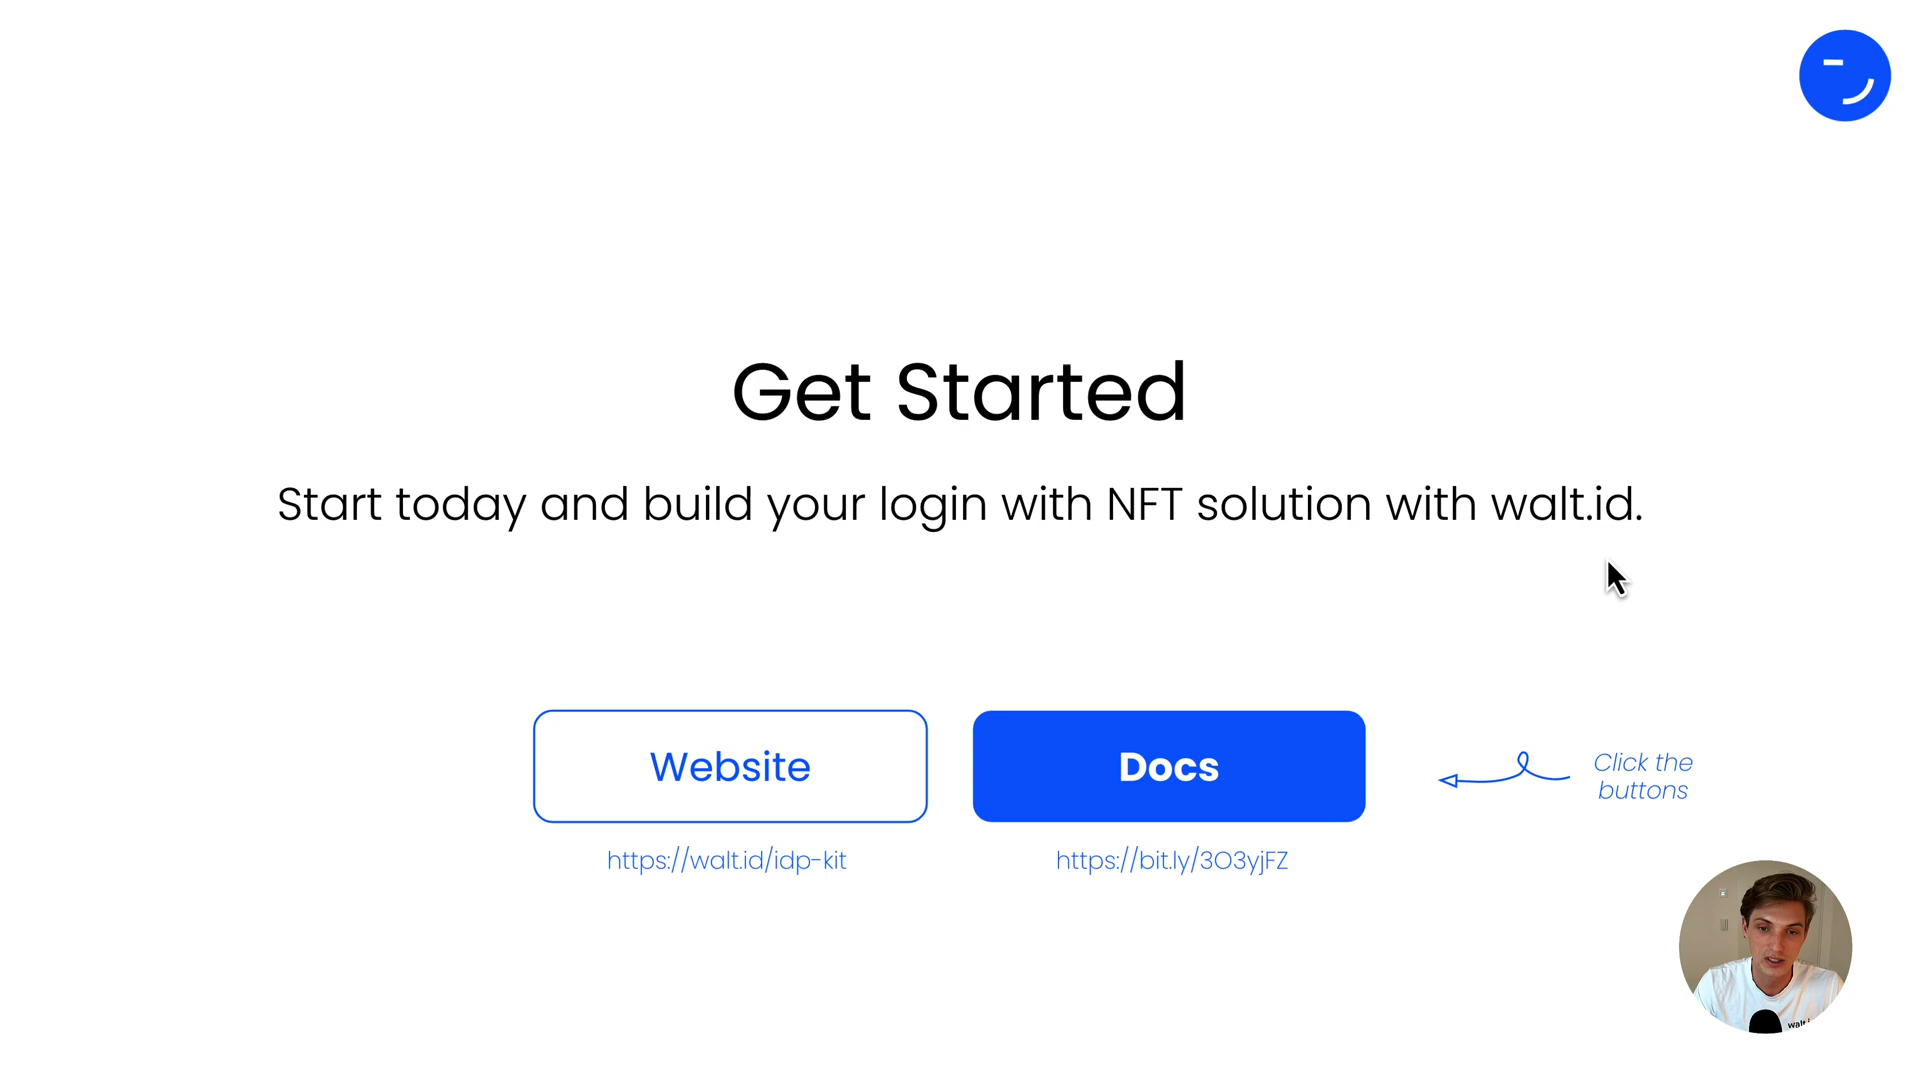 Get Started
Start today and build your login with NFT solution with walt.id.
Website
Docs
Click the
buttons
https://walt.id/idp-kit
https://bit.ly/3O3yjFZ